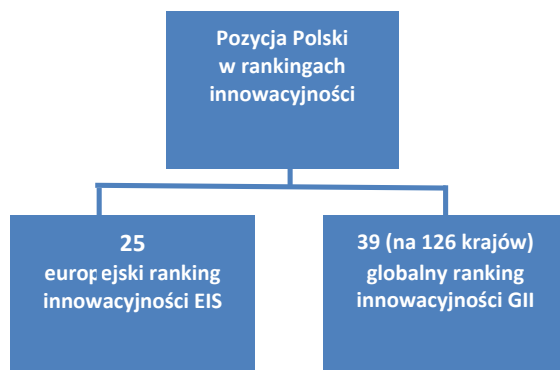 Pozycja Polski
w rankingach
innowacyjności
25
europejski ranking
innowacyjności EIS
39 (na 126 krajów)
globalny ranking
innowacyjności GII